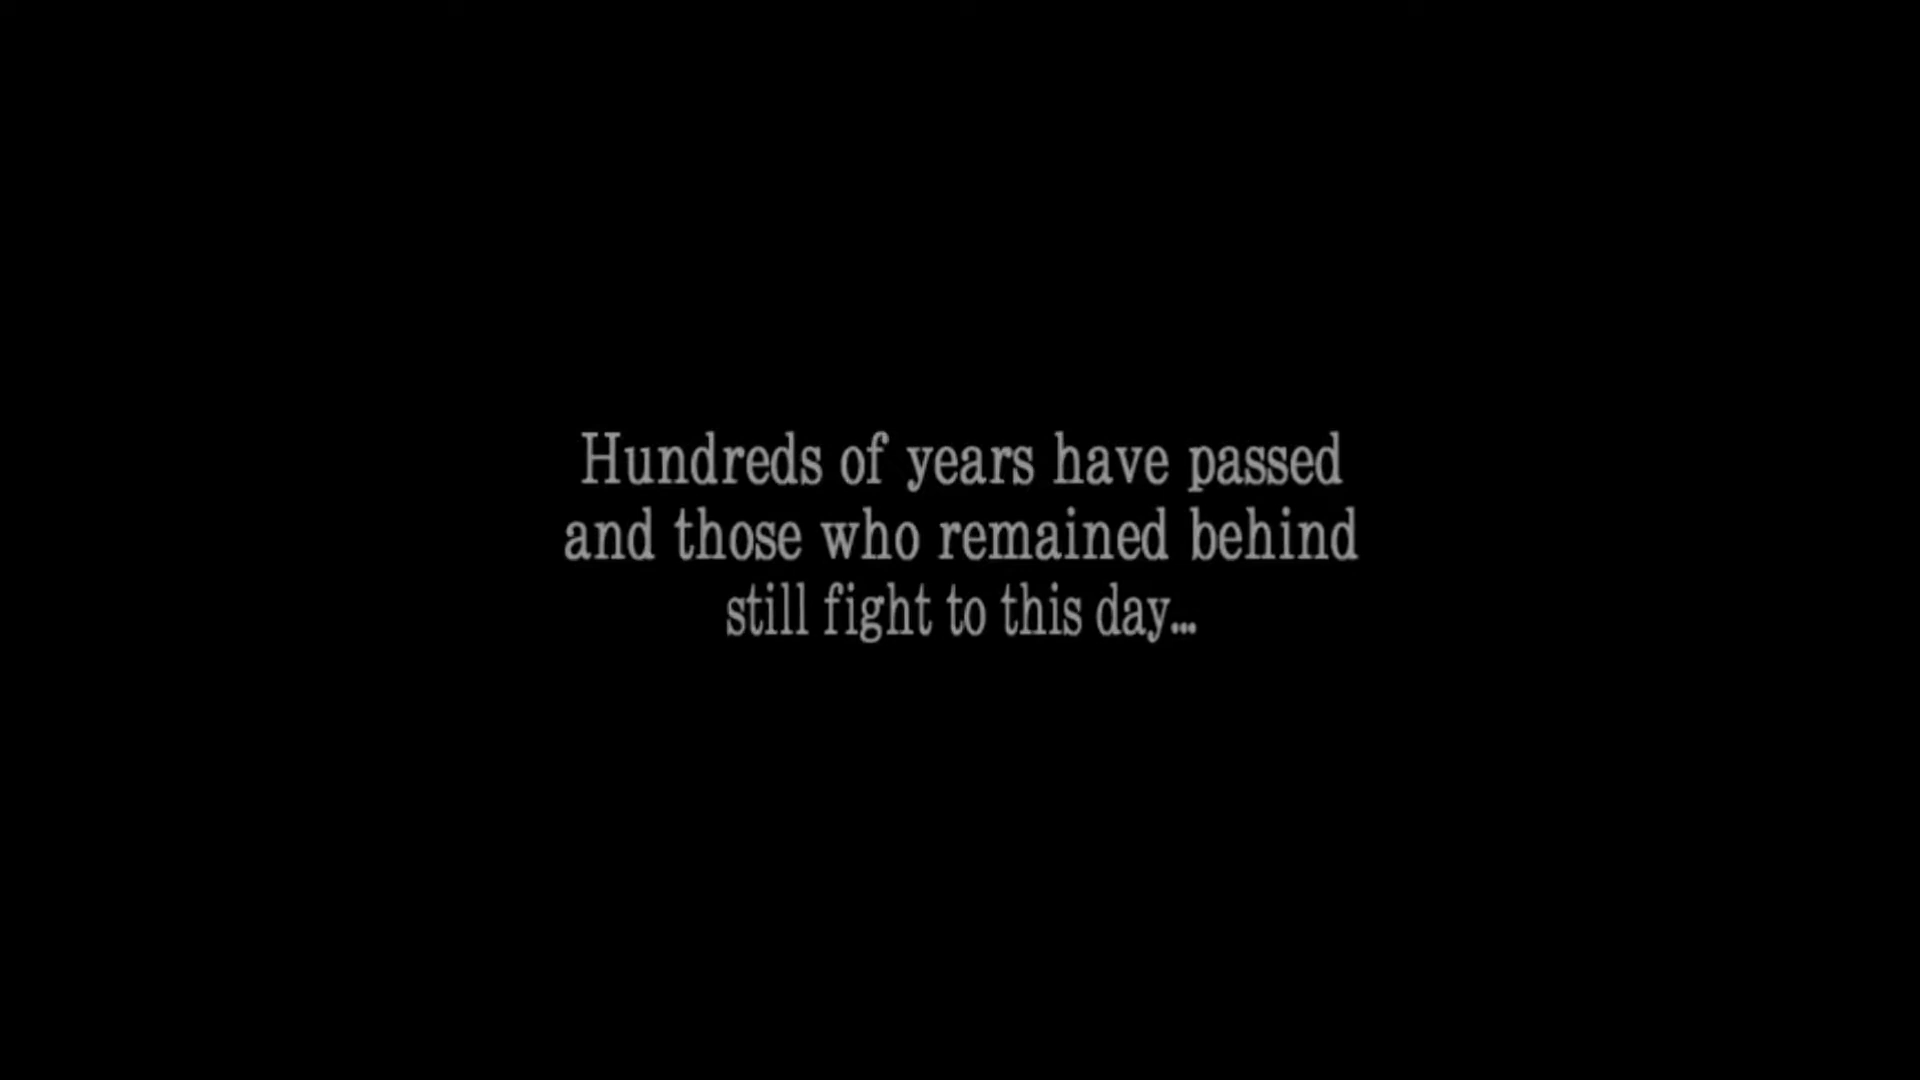 Hundreds of years have passed
and those who remained behind
still fight to this day...